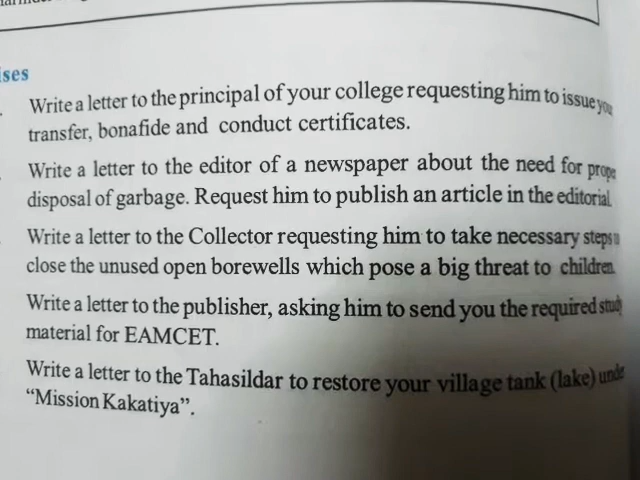 ises
Write a letter to the principal of your college requesting him to issue you
transfer, bonafide and conduct certificates.
Write a letter to the editor of a newspaper about the need for prope
disposal of garbage. Request him to publish an article in the editorial.
Write a letter to the Collector requesting him to take necessary steps
close the unused open borewells which pose a big threat to children.
Write a letter to the publisher, asking him to send you the required study
material for EAMCET.
Write a letter to the Tahasildar to restore your village tank (lake) unde
“Mission Kakatiya”.